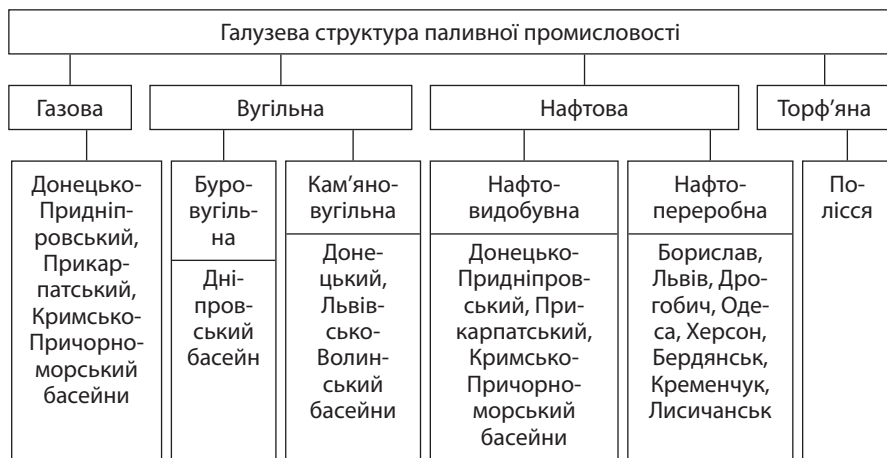 Галузева структура паливної промисловості
Газова
Вугільна
Нафтова
Торф’яна
Донецько-
Придніп-
ровський,
Прикар-
патський,
Кримсько-
Причорно-
морський
басейни
Буро-
вугіль-
на
Дні-
пров-
ський
басейн
Кам’яно-
вугільна
Доне-
цький,
Львів-
сько-
Волин-
ський
басейни
Нафто-
видобувна
Донецько-
Придніпров-
ський, При-
карпатський,
Кримсько-
Причорно-
морський
басейни
Нафто-
переробна
Борислав,
Львів, Дро-
гобич, Оде-
са, Херсон,
Бердянськ,
Кременчук,
Лисичанськ
По-
лісся